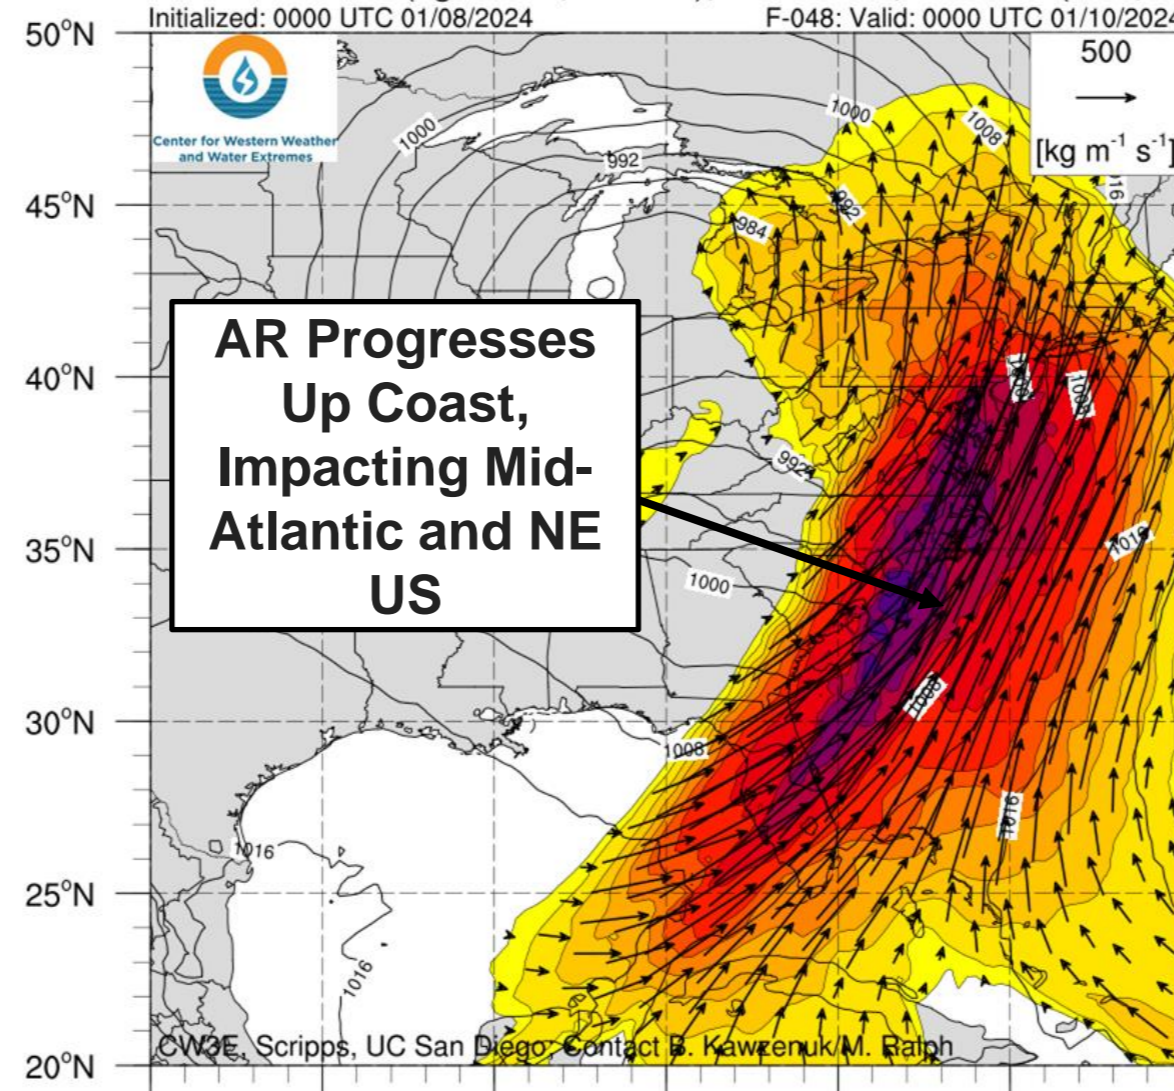 Initialized: 0000 UTC 01/08/2024
F-048: Valid: 0000 UTC 01/10/2024
50°N
45°N
40°N
35°N
30°N
25°N
20°N
Center for Western Weather
and Water Extremes
500
[kg m⁻¹ s⁻¹]
1000
992
1000
1008
016
992
984
AR Progresses
Up Coast,
Impacting Mid-
Atlantic and NE
US
1008
992
1016
1000
1008
1008
1016
1016
1016
CW3E, Scripps, UC San Diego Contact B. Kawzenuk/M. Ralph